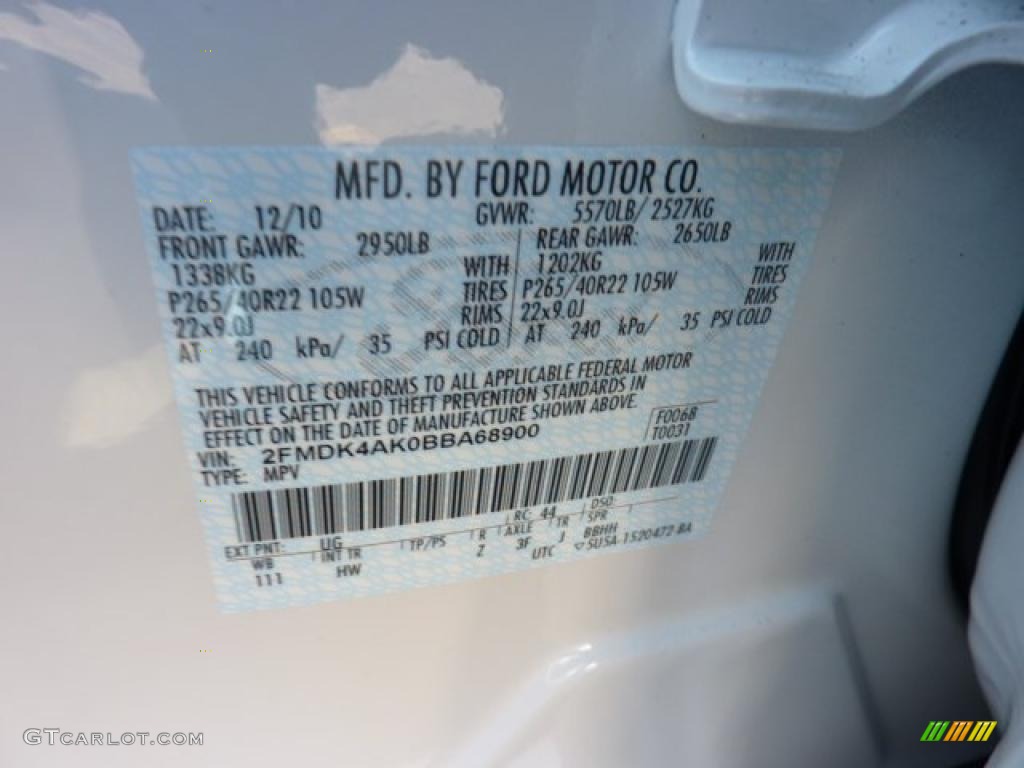 MFD. BY FORD MOTOR CO.
DATE: 12/10 GVWR: 5570LB/ 2527KG
FRONT GAWR: 2950LB REAR GAWR: 2650LB
1338KG WITH 1202KG WITH
P265/40R22 105W TIRES P265/40R22 105W TIRES
22x9.0J RIMS 22x9.0J RIMS
AT 240 kPa/ 35 PSI COLD AT 240 kPa/ 35 PSI COLD
THIS VEHICLE CONFORMS TO ALL APPLICABLE FEDERAL MOTOR
VEHICLE SAFETY AND THEFT PREVENTION STANDARDS IN
EFFECT ON THE DATE OF MANUFACTURE SHOWN ABOVE.
VIN: 2FMDK4AK0BBA68900 F0068
TYPE: MPV T0031
EXT PNT: UG RC: 44 DSO:
WB INT TR TP/PS R AXLE TR SPR
111 HW Z 3F J BBHH
UTC ▽5U5A-1520472-BA
GTCARLOT.COM